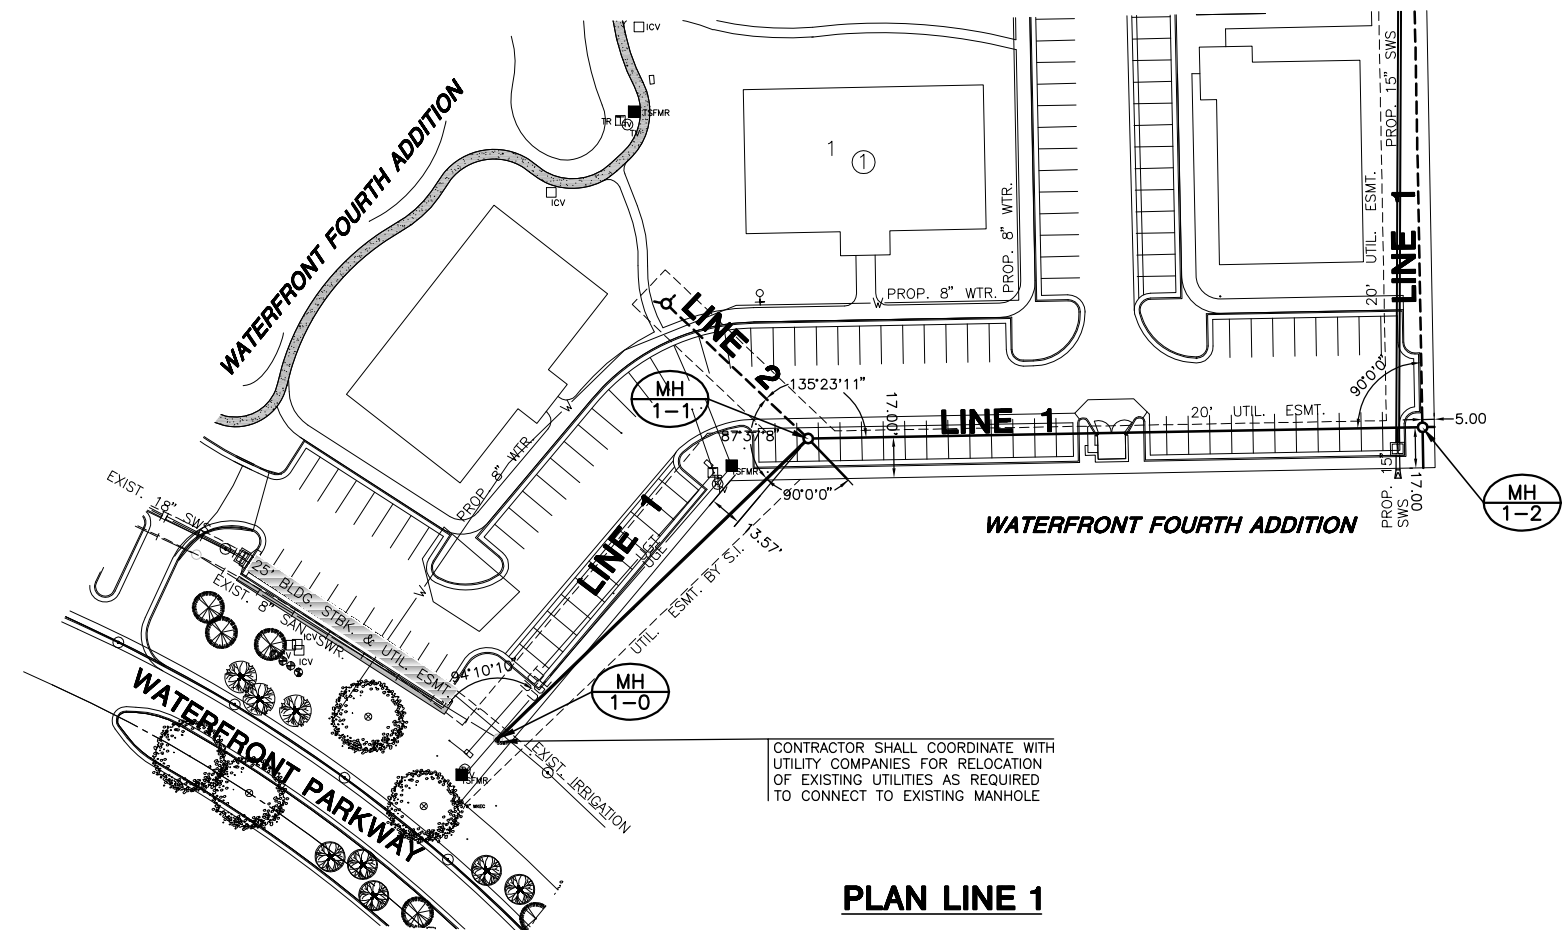 ICV
TSFMR
TR
TV
ICV
WATERFRONT FOURTH ADDITION
1
1
PROP. 8" WTR.
PROP. 8" WTR.
W
PROP. 15" SWS
20' UTIL. ESMT.
LINE 1
LINE 2
135°23'11"
90°0'0"
MH
1-1
87°37'8"
17.00'
LINE 1
20' UTIL. ESMT.
5.00
TSFMR
90°0'0"
13.57'
W
PROP. 8" WTR.
LINE 1
UGE
UTIL. ESMT BY S.I.
PROP. 15"
SWS
17.00
MH
1-2
WATERFRONT FOURTH ADDITION
EXIST. 18" SWS
25' BLDG. STBK. & UTIL. ESMT.
EXIST. 8" SAN. SWR.
W
ICV
ICV
94°10'10"
MH
1-0
EXIST. IRRIGATION
TSFMR
WATERFRONT PARKWAY
CONTRACTOR SHALL COORDINATE WITH
UTILITY COMPANIES FOR RELOCATION
OF EXISTING UTILITIES AS REQUIRED
TO CONNECT TO EXISTING MANHOLE
PLAN LINE 1